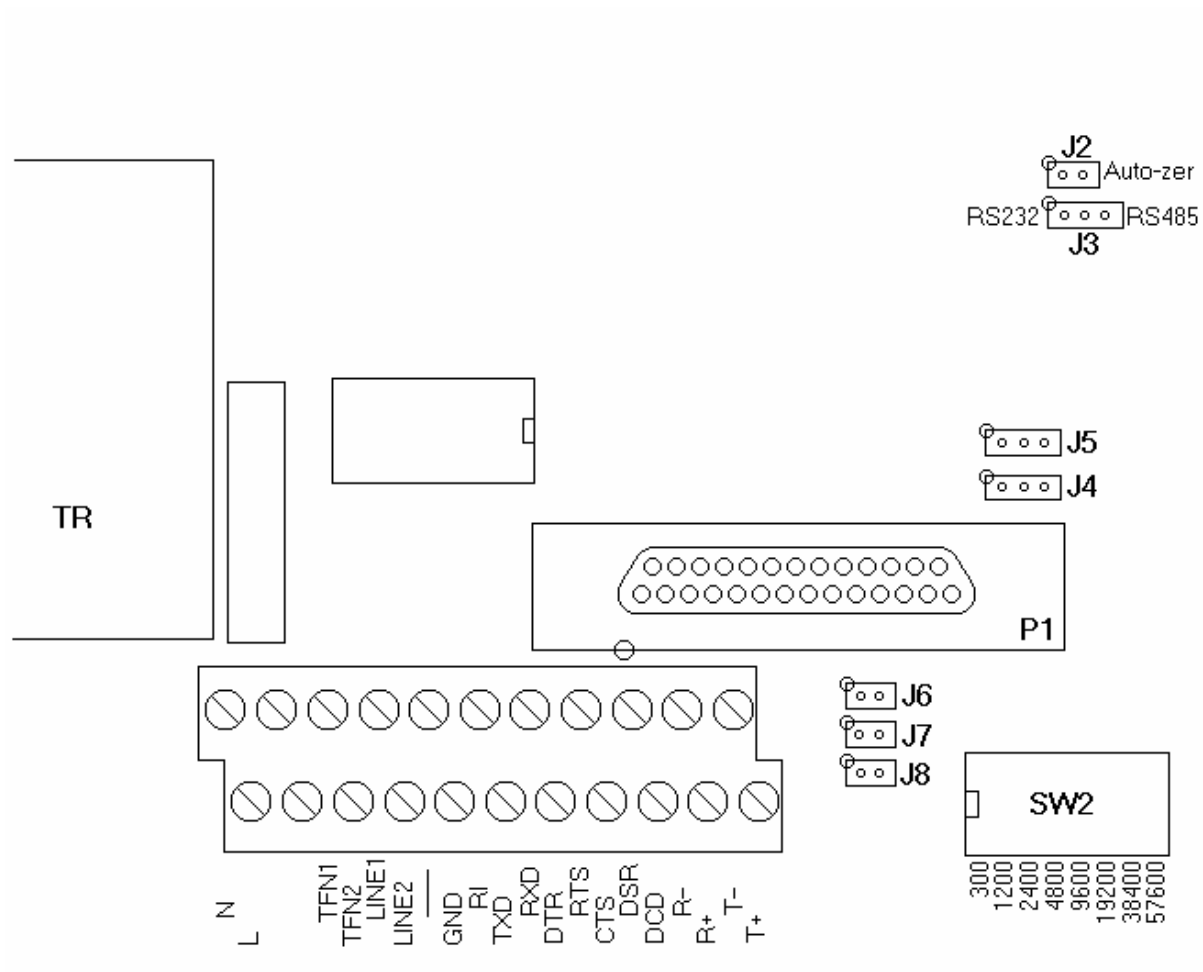 J2
Auto-zer
RS232
RS485
J3
J5
J4
TR
P1
J6
J7
J8
SW2
N
L
TFN1
TFN2
LINE1
LINE2
GND
RI
TXD
RXD
DTR
RTS
CTS
DSR
DCD
R-
R+
T-
T+
300
1200
2400
4800
9600
19200
38400
57600